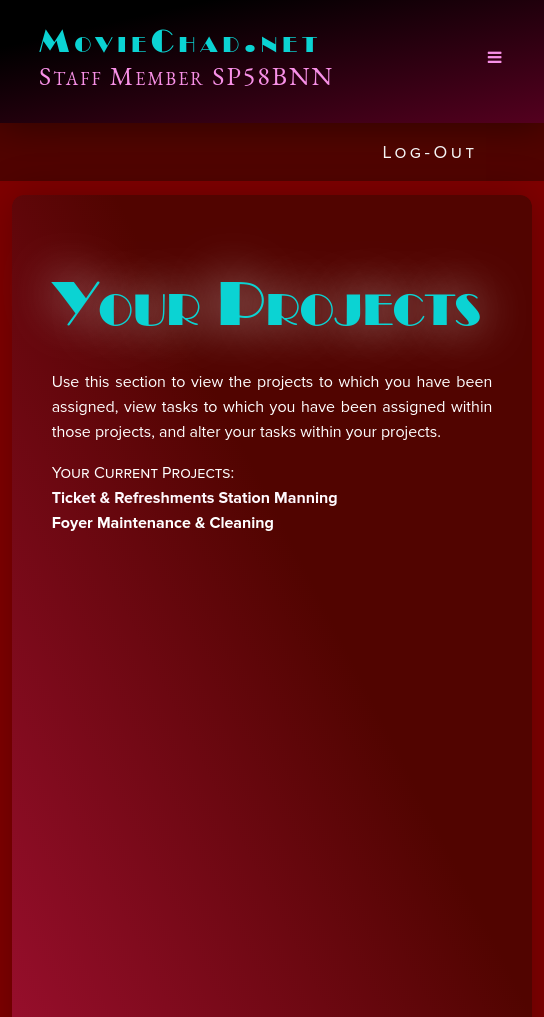 MovieChad.net
Staff Member SP58BNN
Log-Out
Your Projects
Use this section to view the projects to which you have been
assigned, view tasks to which you have been assigned within
those projects, and alter your tasks within your projects.
Your Current Projects:
Ticket & Refreshments Station Manning
Foyer Maintenance & Cleaning